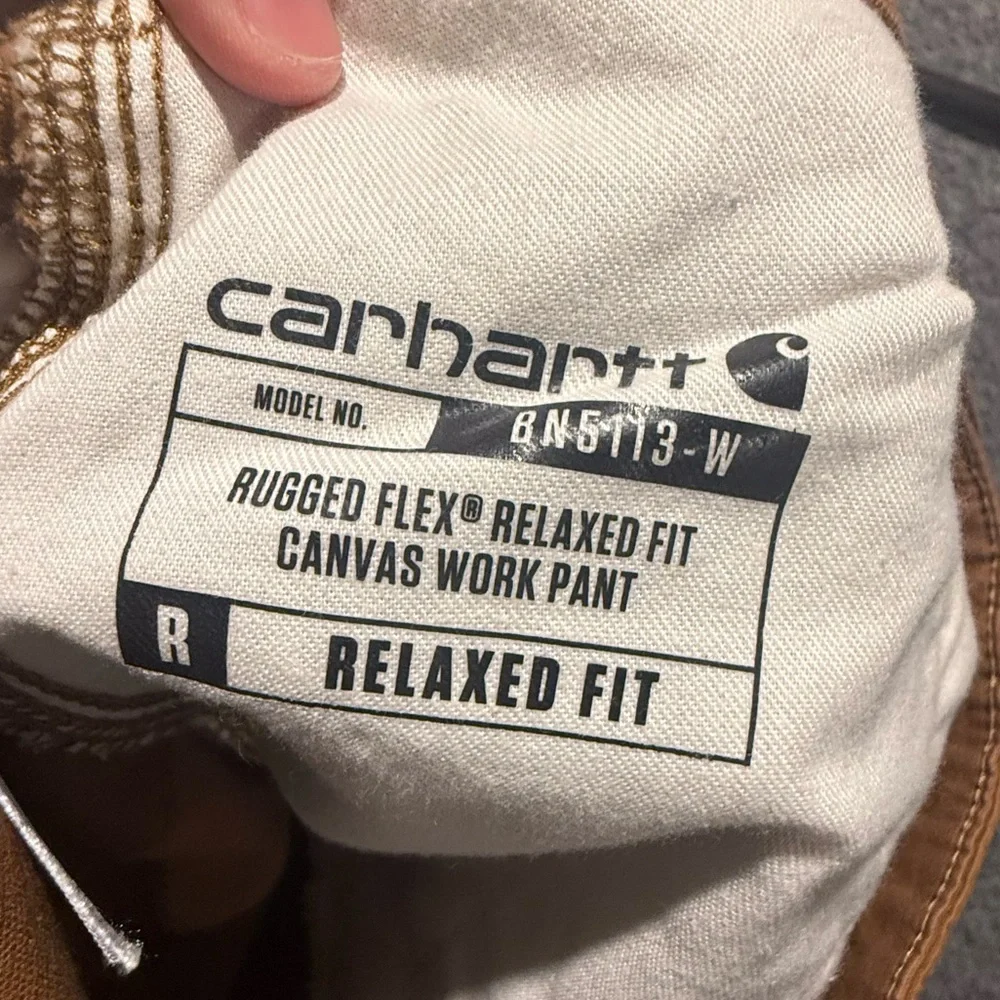 carhartt
MODEL NO. BN5113-W
RUGGED FLEX® RELAXED FIT
CANVAS WORK PANT
R RELAXED FIT